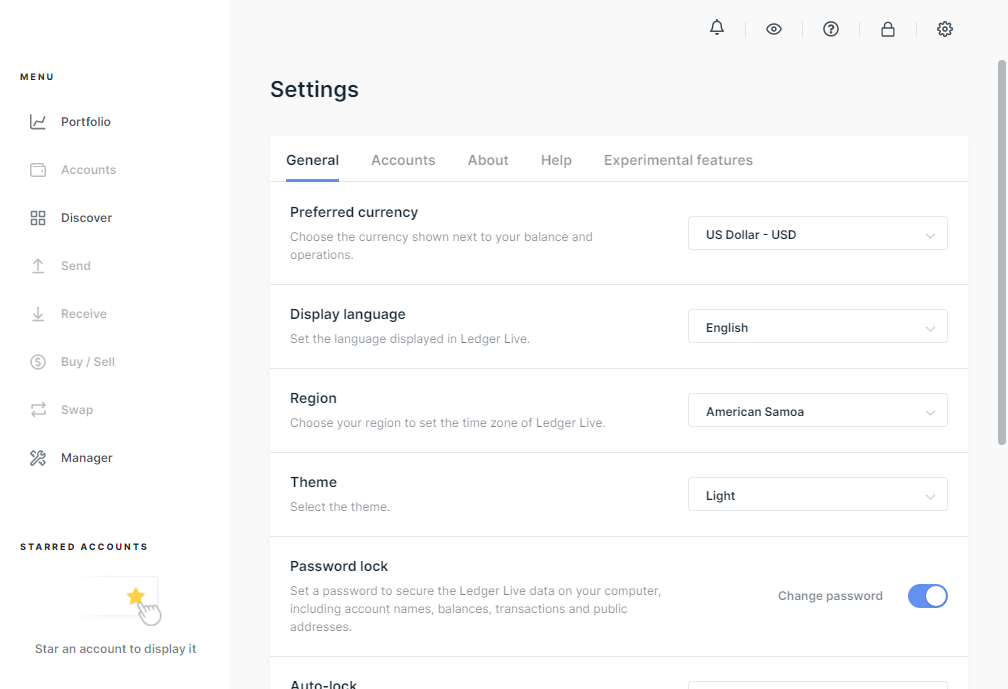 MENU
Portfolio
Accounts
Discover
Send
Receive
Buy / Sell
Swap
Manager
STARRED ACCOUNTS
Star an account to display it
Settings
General
Accounts
About
Help
Experimental features
Preferred currency
Choose the currency shown next to your balance and
operations.
US Dollar - USD
Display language
Set the language displayed in Ledger Live.
English
Region
Choose your region to set the time zone of Ledger Live.
American Samoa
Theme
Select the theme.
Light
Password lock
Set a password to secure the Ledger Live data on your computer,
including account names, balances, transactions and public
addresses.
Change password
Auto-lock